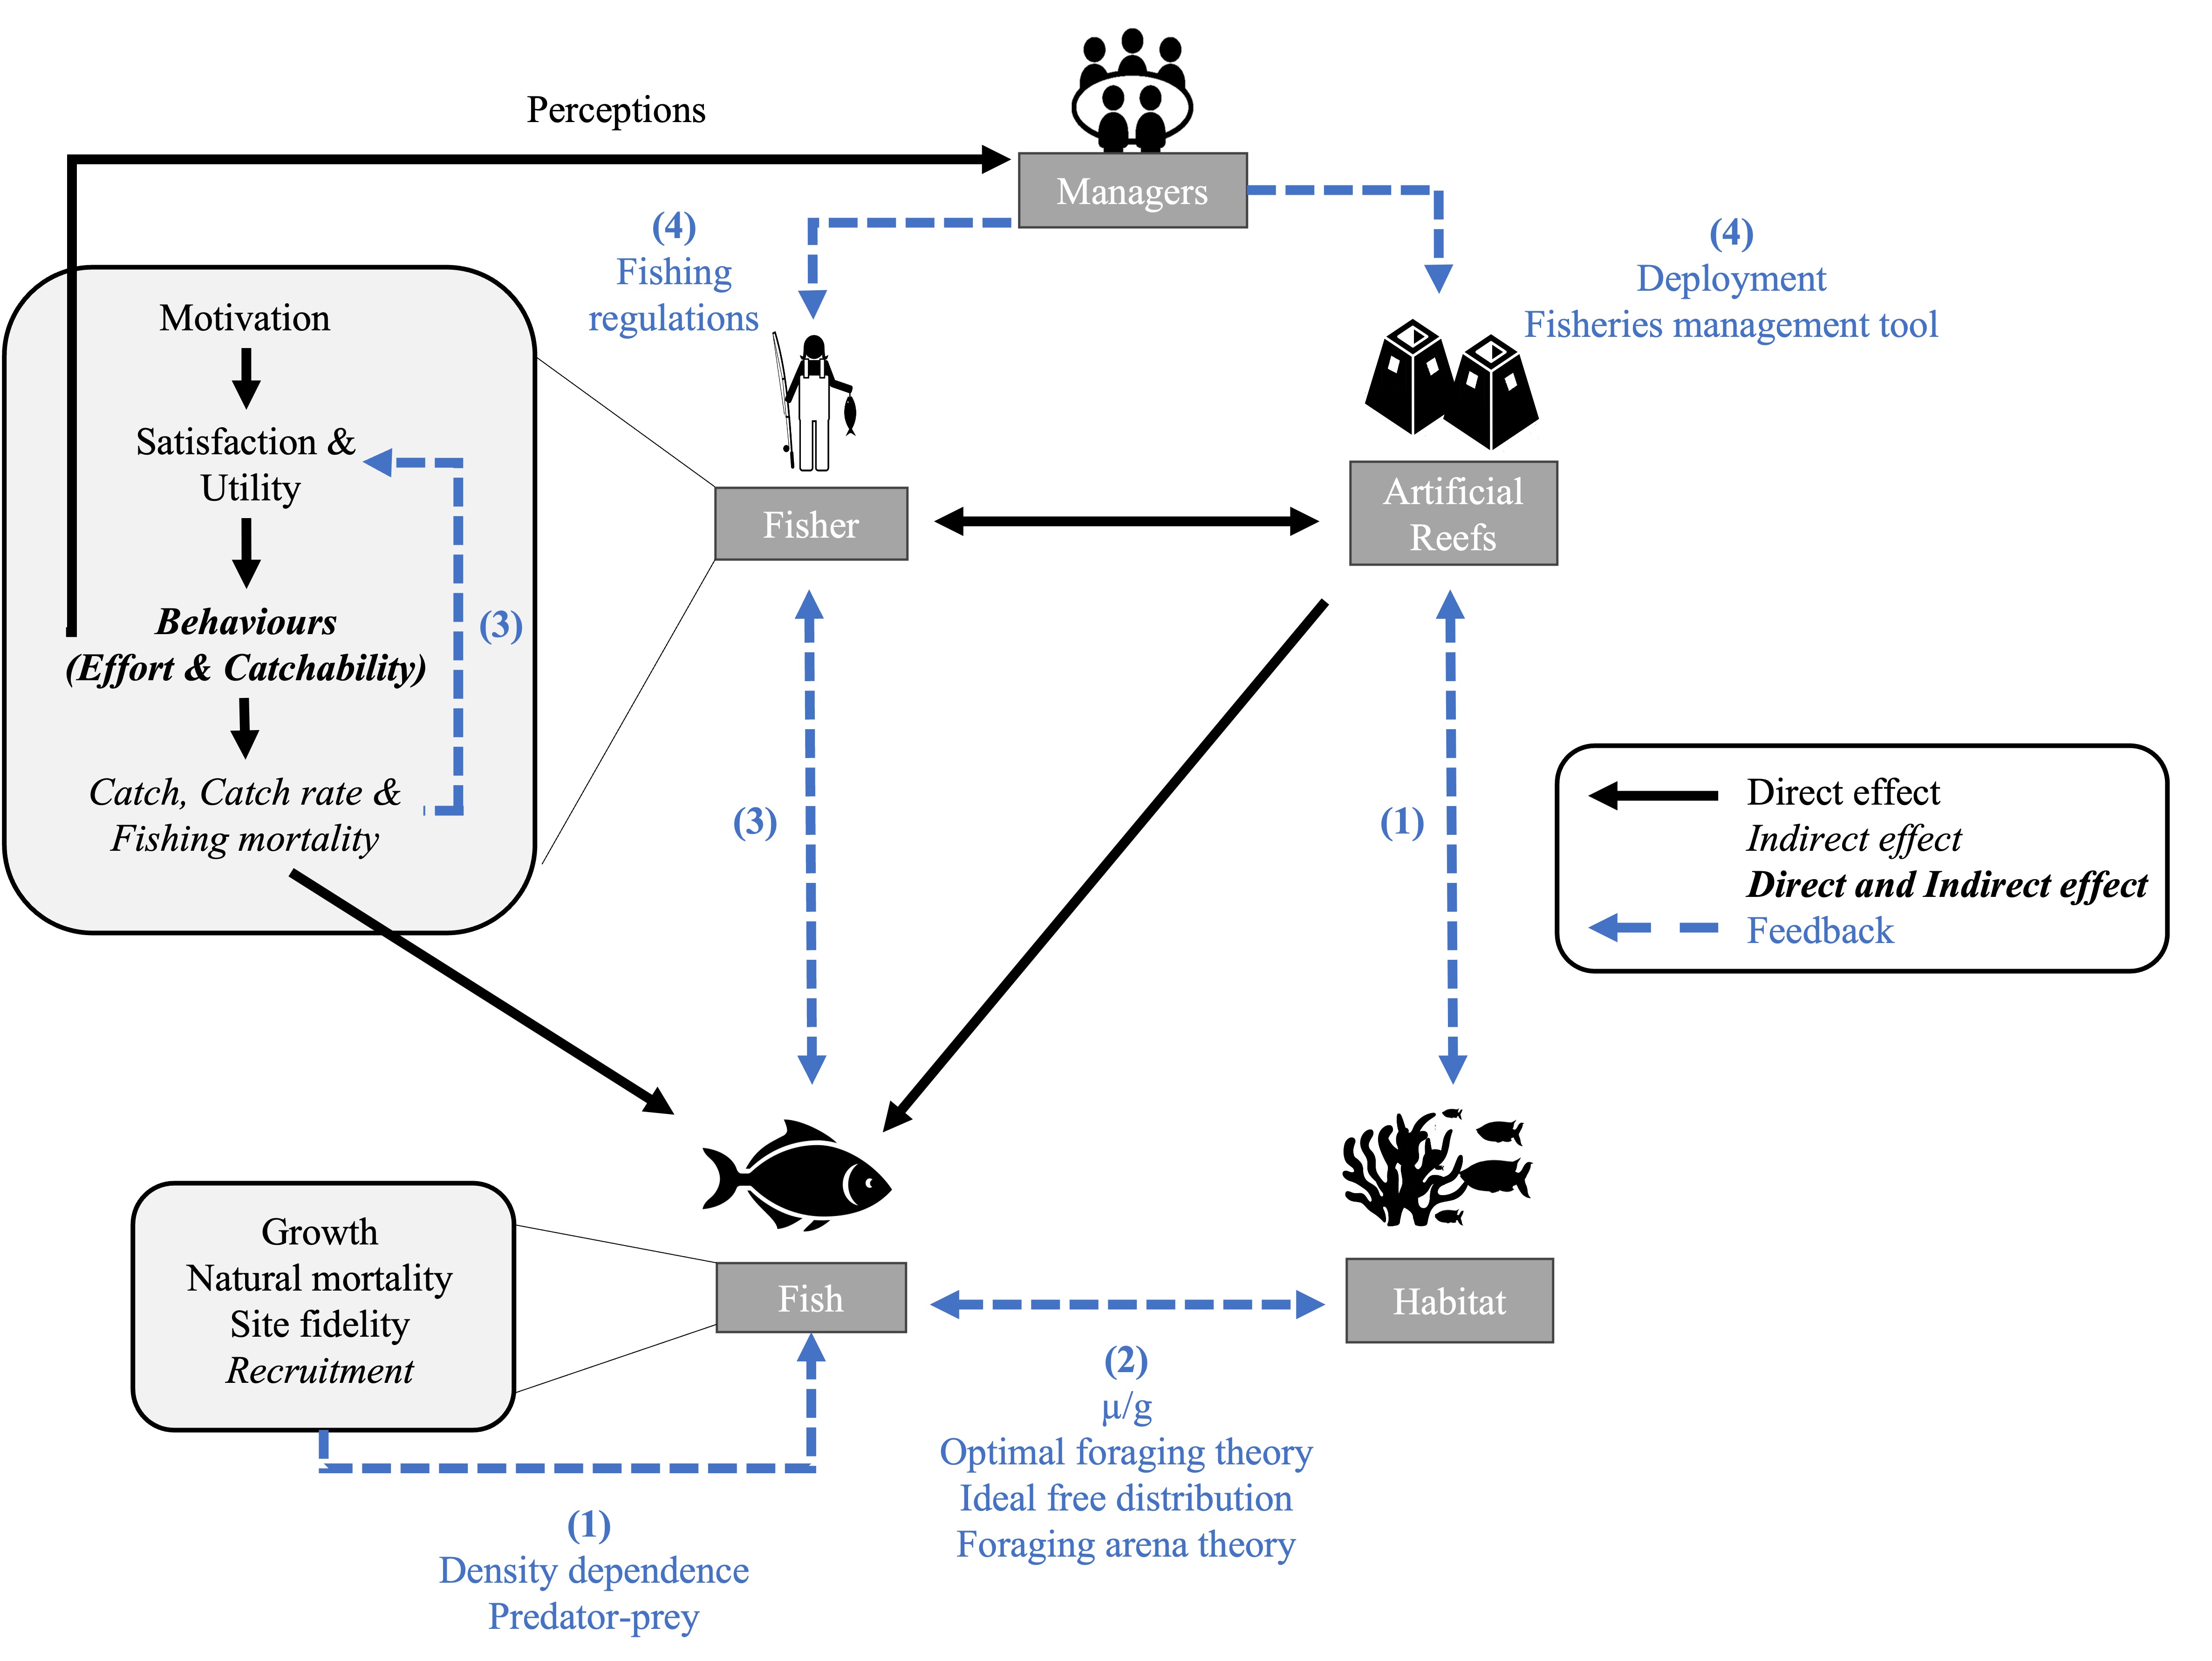 Perceptions
Managers
(4)
Fishing
regulations
(4)
Deployment
Fisheries management tool
Motivation
Satisfaction &
Utility
Behaviours
(Effort & Catchability)
Catch, Catch rate &
Fishing mortality
(3)
Fisher
Artificial
Reefs
(3)
(1)
Direct effect
Indirect effect
Direct and Indirect effect
Feedback
Growth
Natural mortality
Site fidelity
Recruitment
Fish
Habitat
(2)
μ/g
Optimal foraging theory
Ideal free distribution
Foraging arena theory
(1)
Density dependence
Predator-prey